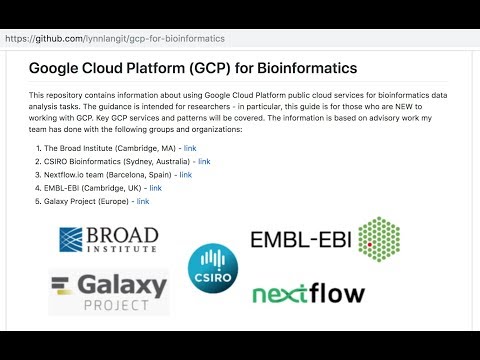 https://github.com/lynnlangit/gcp-for-bioinformatics
Google Cloud Platform (GCP) for Bioinformatics
This repository contains information about using Google Cloud Platform public cloud services for bioinformatics data
analysis tasks. The guidance is intended for researchers - in particular, this guide is for those who are NEW to
working with GCP. Key GCP services and patterns will be covered. The information is based on advisory work my
team has done with the following groups and organizations:
1. The Broad Institute (Cambridge, MA) - link
2. CSIRO Bioinformatics (Sydney, Australia) - link
3. Nextflow.io team (Barcelona, Spain) - link
4. EMBL-EBI (Cambridge, UK) - link
5. Galaxy Project (Europe) - link
BROAD
INSTITUTE
CSIRO
EMBL-EBI
Galaxy
PROJECT
nextflow